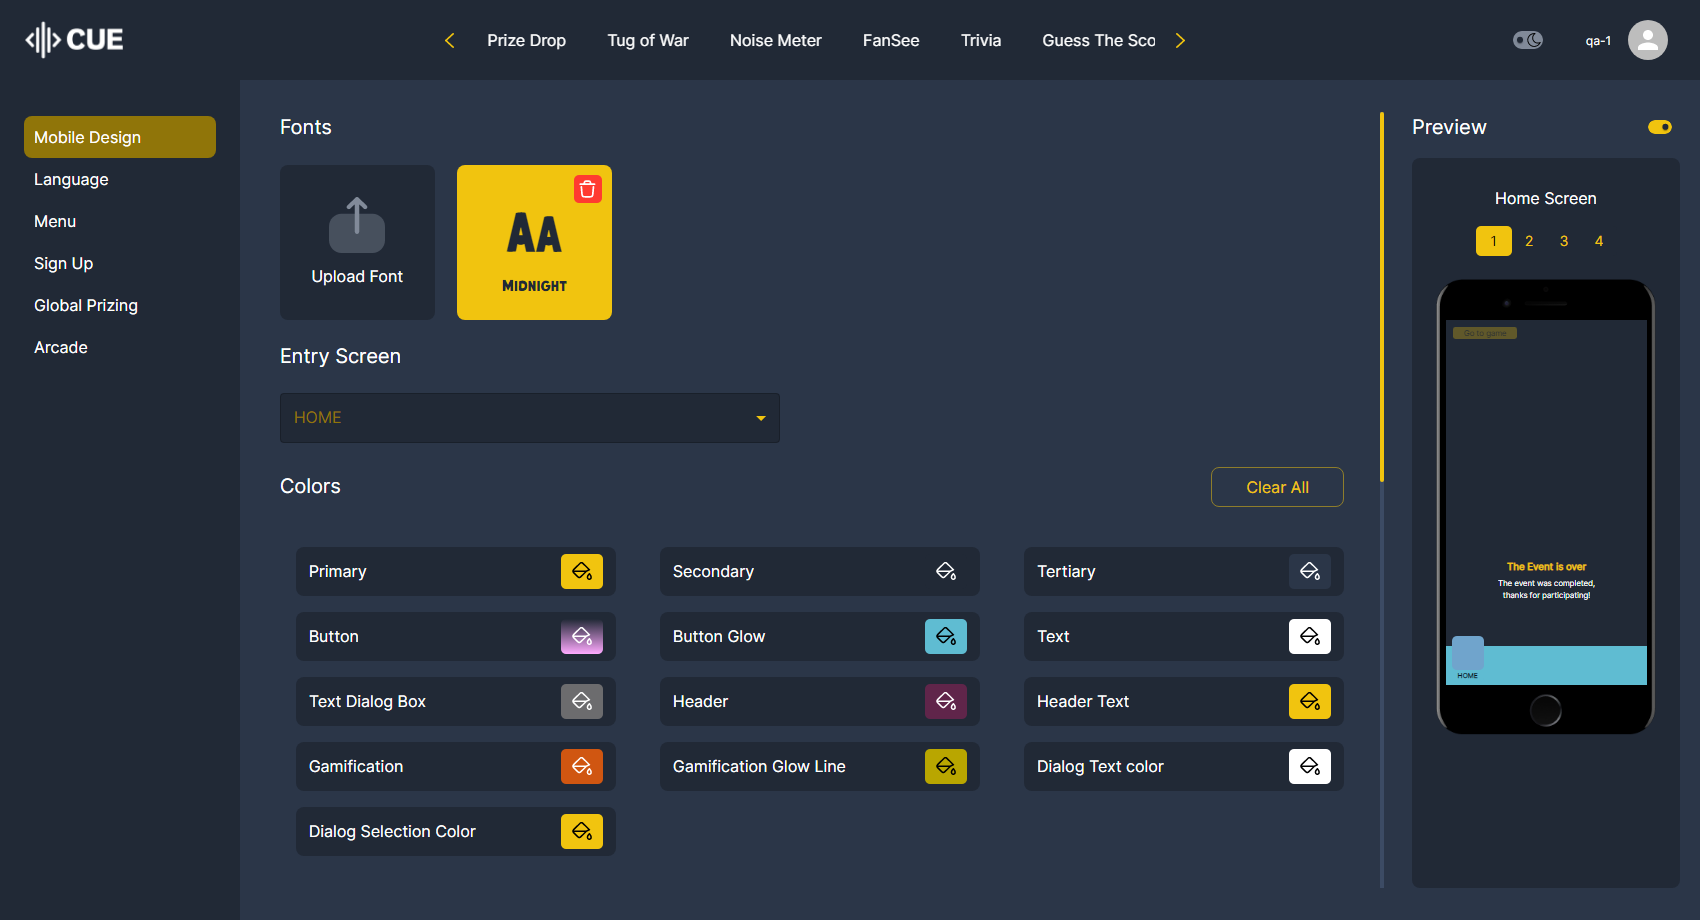 CUE
Prize Drop
Tug of War
Noise Meter
FanSee
Trivia
Guess The Sco
qa-1
Mobile Design
Language
Menu
Sign Up
Global Prizing
Arcade
Fonts
Upload Font
AA
MIDNIGHT
Entry Screen
HOME
Colors
Clear All
Primary
Secondary
Tertiary
Button
Button Glow
Text
Text Dialog Box
Header
Header Text
Gamification
Gamification Glow Line
Dialog Text color
Dialog Selection Color
Preview
Home Screen
1 2 3 4
Go to game
The Event is over
The event was completed,
thanks for participating!
HOME